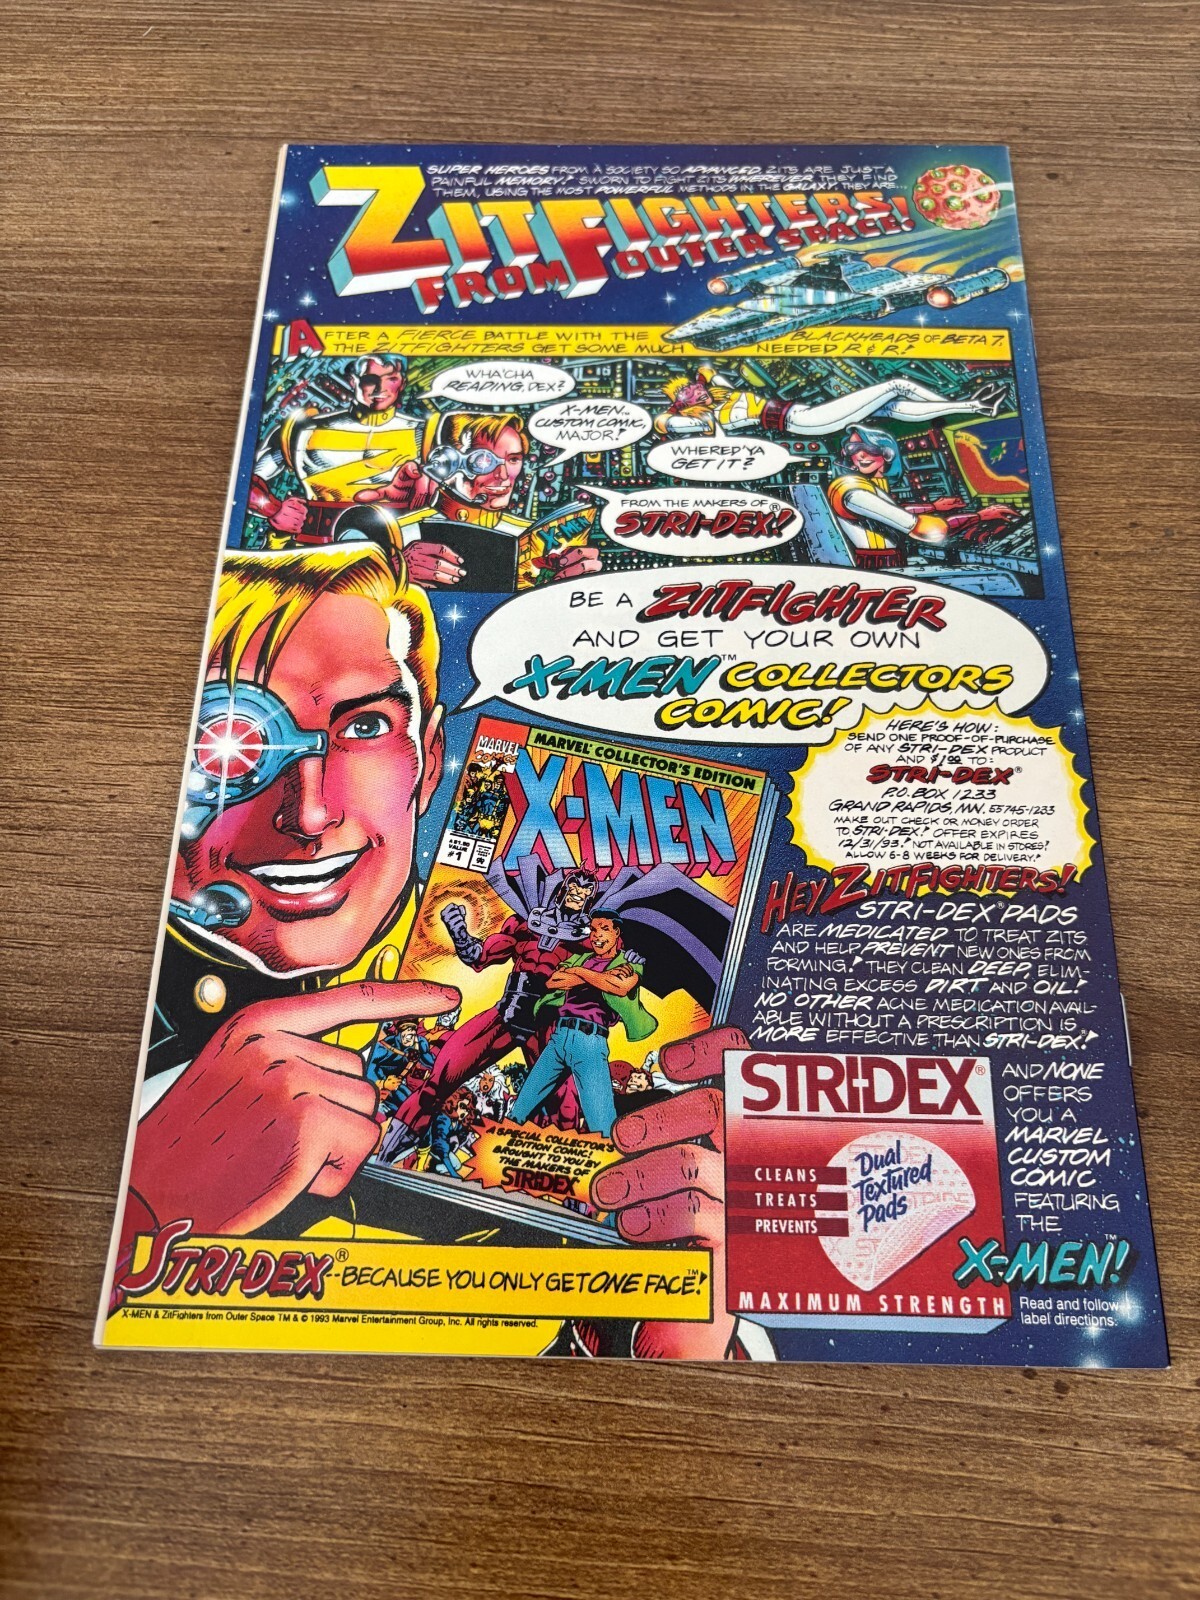 SUPER HEROES FROM A SOCIETY SO ADVANCED ZITS ARE JUST A
PAINFUL MEMORY! SWORN TO FIGHT ZITS WHEREVER THEY FIND
THEM, USING THE MOST POWERFUL METHODS IN THE GALAXY, THEY ARE...
ZITFIGHTERS
FROM OUTER SPACE!
AFTER A FIERCE BATTLE WITH THE BLACKHEADS OF BETA 7,
THE ZITFIGHTERS GET SOME MUCH NEEDED R & R!
WHA'CHA
READING, DEX?
X-MEN™
CUSTOM COMIC,
MAJOR!
WHERED'YA
GET IT?
FROM THE MAKERS OF
STRI-DEX®!
X-MEN
BE A ZITFIGHTER
AND GET YOUR OWN
X-MEN™ COLLECTORS
COMIC!
HERE'S HOW:
SEND ONE PROOF-OF-PURCHASE
OF ANY STRI-DEX PRODUCT
AND $1.00 TO:
STRI-DEX®
P.O. BOX 1233
GRAND RAPIDS, MN, 55745-1233
MAKE OUT CHECK OR MONEY ORDER
TO STRI-DEX! OFFER EXPIRES
12/31/93! NOT AVAILABLE IN STORES!
ALLOW 6-8 WEEKS FOR DELIVERY.
MARVEL
COMICS
MARVEL COLLECTOR'S EDITION
X-MEN
A $1.50
VALUE
#1
A SPECIAL COLLECTOR'S
EDITION COMIC!
BROUGHT TO YOU BY
THE MAKERS OF
STRIDEX
HEY ZITFIGHTERS!
STRI-DEX® PADS
ARE MEDICATED TO TREAT ZITS
AND HELP PREVENT NEW ONES FROM
FORMING! THEY CLEAN DEEP, ELIM-
INATING EXCESS DIRT AND OIL!
NO OTHER ACNE MEDICATION AVAIL-
ABLE WITHOUT A PRESCRIPTION IS
MORE EFFECTIVE THAN STRI-DEX!
AND NONE
OFFERS
YOU A
MARVEL
CUSTOM
COMIC
FEATURING
THE
X-MEN™!
Read and follow
label directions.
STRI-DEX®
CLEANS
TREATS
PREVENTS
Dual
Textured
Pads
MAXIMUM STRENGTH
STRI-DEX®--BECAUSE YOU ONLY GET ONE FACE™!
X-MEN & ZitFighters from Outer Space TM & © 1993 Marvel Entertainment Group, Inc. All rights reserved.